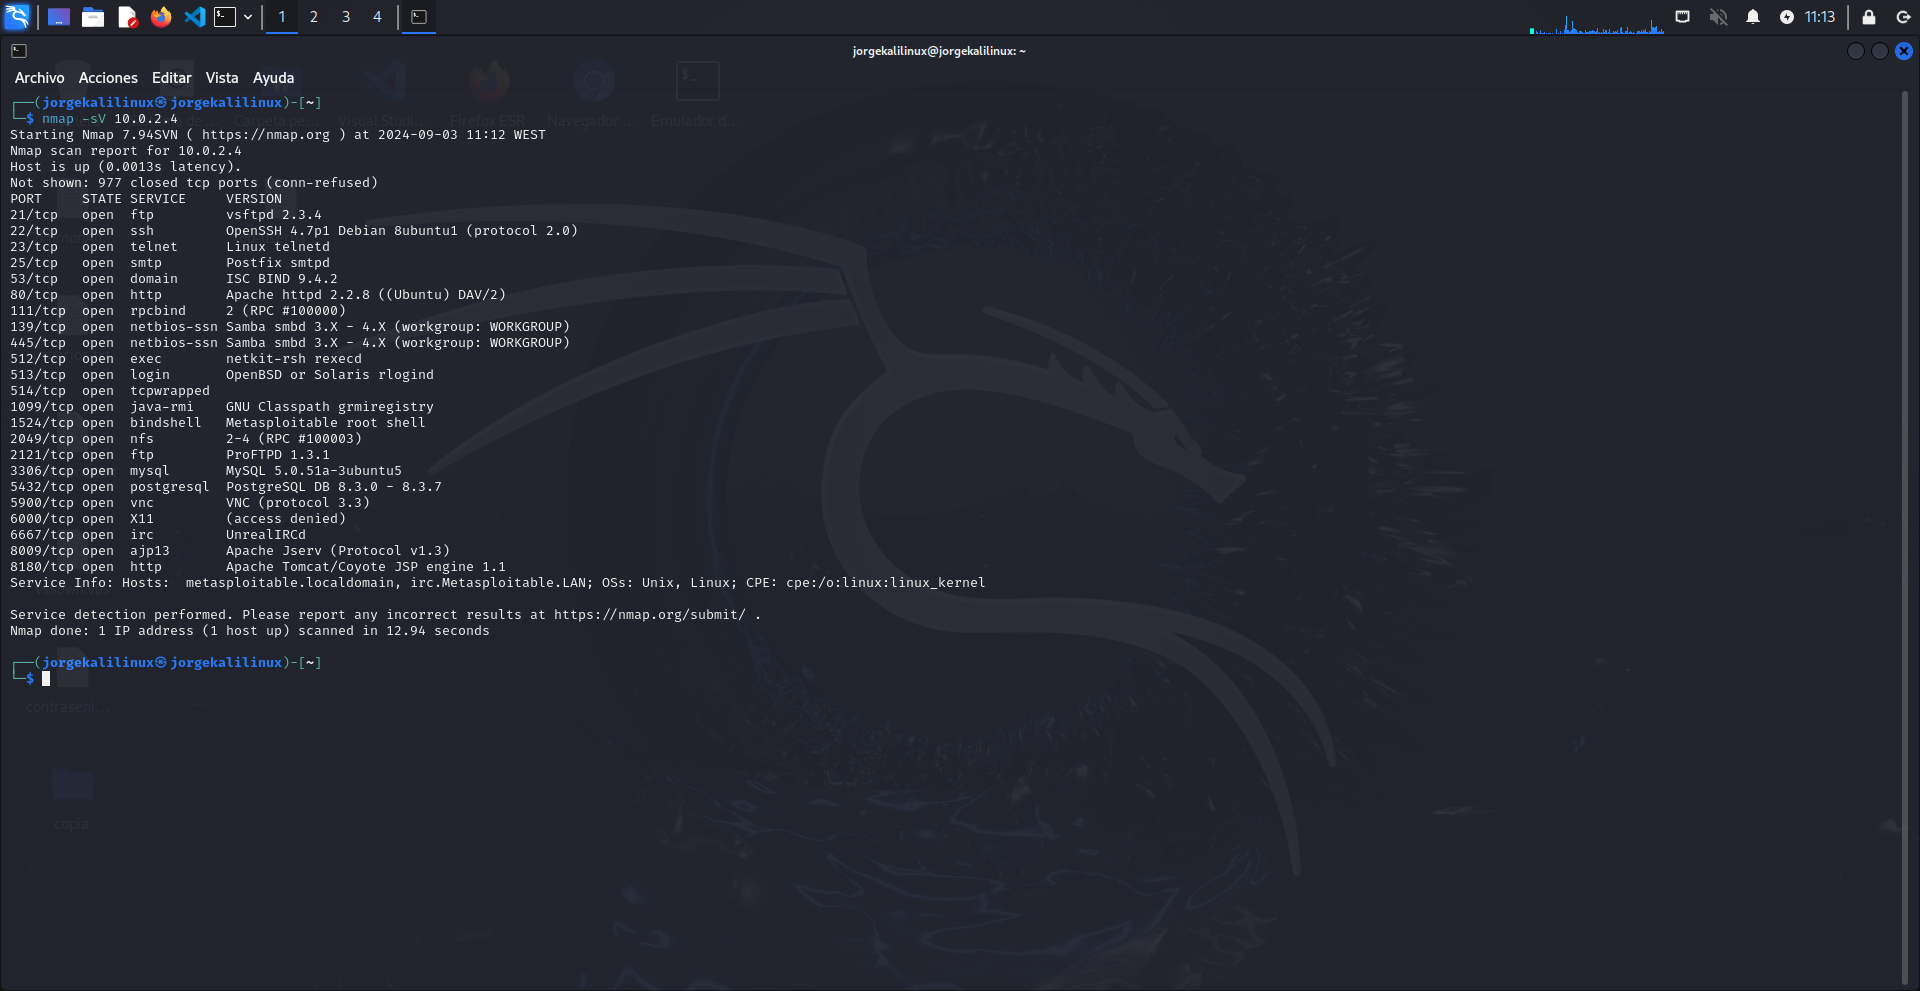 1 2 3 4
11:13
jorgekalilinux@jorgekalilinux: ~
Archivo Acciones Editar Vista Ayuda
┌──(jorgekalilinux㉿jorgekalilinux)-[~]
└─$ nmap -sV 10.0.2.4
Starting Nmap 7.94SVN ( https://nmap.org ) at 2024-09-03 11:12 WEST
Nmap scan report for 10.0.2.4
Host is up (0.0013s latency).
Not shown: 977 closed tcp ports (conn-refused)
PORT     STATE SERVICE     VERSION
21/tcp   open  ftp         vsftpd 2.3.4
22/tcp   open  ssh         OpenSSH 4.7p1 Debian 8ubuntu1 (protocol 2.0)
23/tcp   open  telnet      Linux telnetd
25/tcp   open  smtp        Postfix smtpd
53/tcp   open  domain      ISC BIND 9.4.2
80/tcp   open  http        Apache httpd 2.2.8 ((Ubuntu) DAV/2)
111/tcp  open  rpcbind     2 (RPC #100000)
139/tcp  open  netbios-ssn Samba smbd 3.X - 4.X (workgroup: WORKGROUP)
445/tcp  open  netbios-ssn Samba smbd 3.X - 4.X (workgroup: WORKGROUP)
512/tcp  open  exec        netkit-rsh rexecd
513/tcp  open  login       OpenBSD or Solaris rlogind
514/tcp  open  tcpwrapped
1099/tcp open  java-rmi    GNU Classpath grmiregistry
1524/tcp open  bindshell   Metasploitable root shell
2049/tcp open  nfs         2-4 (RPC #100003)
2121/tcp open  ftp         ProFTPD 1.3.1
3306/tcp open  mysql       MySQL 5.0.51a-3ubuntu5
5432/tcp open  postgresql  PostgreSQL DB 8.3.0 - 8.3.7
5900/tcp open  vnc         VNC (protocol 3.3)
6000/tcp open  X11         (access denied)
6667/tcp open  irc         UnrealIRCd
8009/tcp open  ajp13       Apache Jserv (Protocol v1.3)
8180/tcp open  http        Apache Tomcat/Coyote JSP engine 1.1
Service Info: Hosts:  metasploitable.localdomain, irc.Metasploitable.LAN; OSs: Unix, Linux; CPE: cpe:/o:linux:linux_kernel
Service detection performed. Please report any incorrect results at https://nmap.org/submit/ .
Nmap done: 1 IP address (1 host up) scanned in 12.94 seconds
┌──(jorgekalilinux㉿jorgekalilinux)-[~]
└─$
Carpeta pe... Visual Studi... Firefox ESR Navegador ... Emulador d...
contraseni...
copia